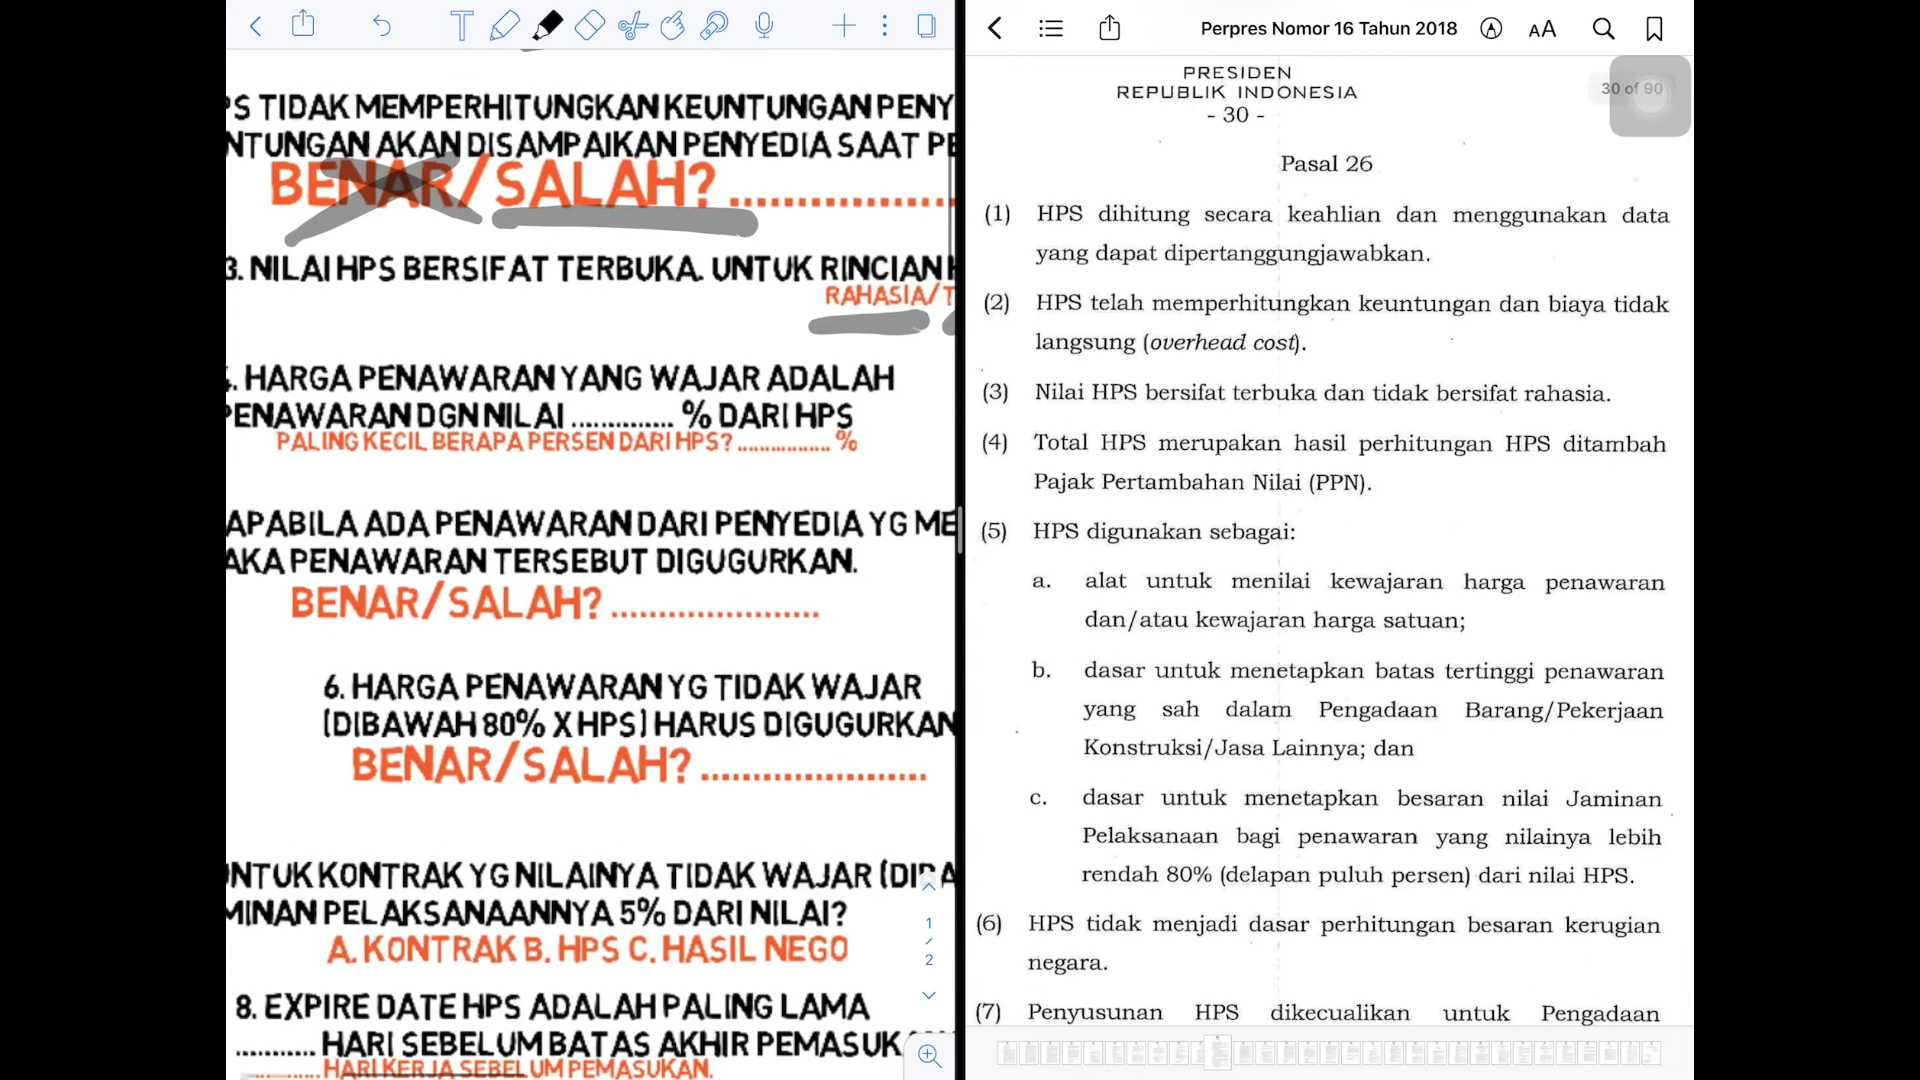 PS TIDAK MEMPERHITUNGKAN KEUNTUNGAN PENY
NTUNGAN AKAN DISAMPAIKAN PENYEDIA SAAT PE
BENAR/SALAH? ....................
3. NILAI HPS BERSIFAT TERBUKA. UNTUK RINCIAN H
RAHASIA/T
. HARGA PENAWARAN YANG WAJAR ADALAH
PENAWARAN DGN NILAI .............. % DARI HPS
PALING KECIL BERAPA PERSEN DARI HPS? ................. %
APABILA ADA PENAWARAN DARI PENYEDIA YG ME
AKA PENAWARAN TERSEBUT DIGUGURKAN.
BENAR/SALAH? .....................
6. HARGA PENAWARAN YG TIDAK WAJAR
(DIBAWAH 80% X HPS) HARUS DIGUGURKAN
BENAR/SALAH? .......................
UNTUK KONTRAK YG NILAINYA TIDAK WAJAR (DIBA
MINAN PELAKSANAANNYA 5% DARI NILAI?
A. KONTRAK B. HPS C. HASIL NEGO
8. EXPIRE DATE HPS ADALAH PALING LAMA
........... HARI SEBELUM BATAS AKHIR PEMASUK
........... HARI KERJA SEBELUM PEMASUKAN.
1
/
2
Perpres Nomor 16 Tahun 2018
AA
30 of 90
PRESIDEN
REPUBLIK INDONESIA
- 30 -
Pasal 26
(1) HPS dihitung secara keahlian dan menggunakan data
yang dapat dipertanggungjawabkan.
(2) HPS telah memperhitungkan keuntungan dan biaya tidak
langsung (overhead cost).
(3) Nilai HPS bersifat terbuka dan tidak bersifat rahasia.
(4) Total HPS merupakan hasil perhitungan HPS ditambah
Pajak Pertambahan Nilai (PPN).
(5) HPS digunakan sebagai:
a. alat untuk menilai kewajaran harga penawaran
dan/atau kewajaran harga satuan;
b. dasar untuk menetapkan batas tertinggi penawaran
yang sah dalam Pengadaan Barang/Pekerjaan
Konstruksi/Jasa Lainnya; dan
c. dasar untuk menetapkan besaran nilai Jaminan
Pelaksanaan bagi penawaran yang nilainya lebih
rendah 80% (delapan puluh persen) dari nilai HPS.
(6) HPS tidak menjadi dasar perhitungan besaran kerugian
negara.
(7) Penyusunan HPS dikecualikan untuk Pengadaan